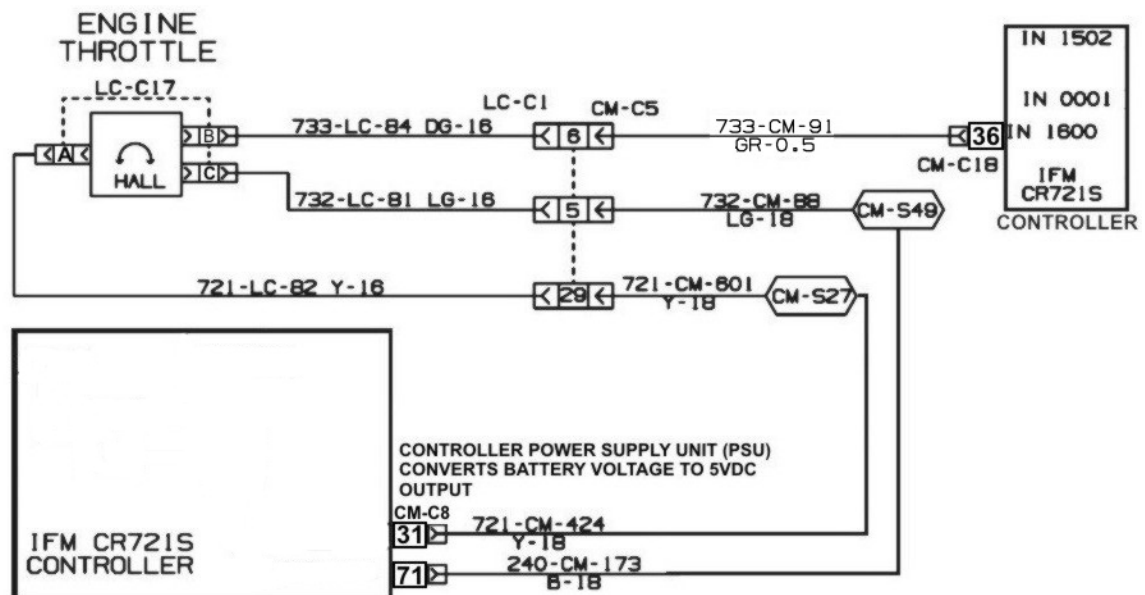 ENGINE
THROTTLE
LC-C17
A
B
C
HALL
733-LC-84 DG-16
732-LC-81 LG-16
721-LC-82 Y-16
LC-C1
CM-C5
6
5
29
733-CM-91
GR-0.5
732-CM-88
LG-18
CM-S49
721-CM-601
Y-18
CM-S27
36
CM-C18
IN 1502
IN 0001
IN 1600
IFM
CR721S
CONTROLLER
CONTROLLER POWER SUPPLY UNIT (PSU)
CONVERTS BATTERY VOLTAGE TO 5VDC
OUTPUT
CM-C8
31
721-CM-424
Y-18
71
240-CM-173
B-18
IFM CR721S
CONTROLLER